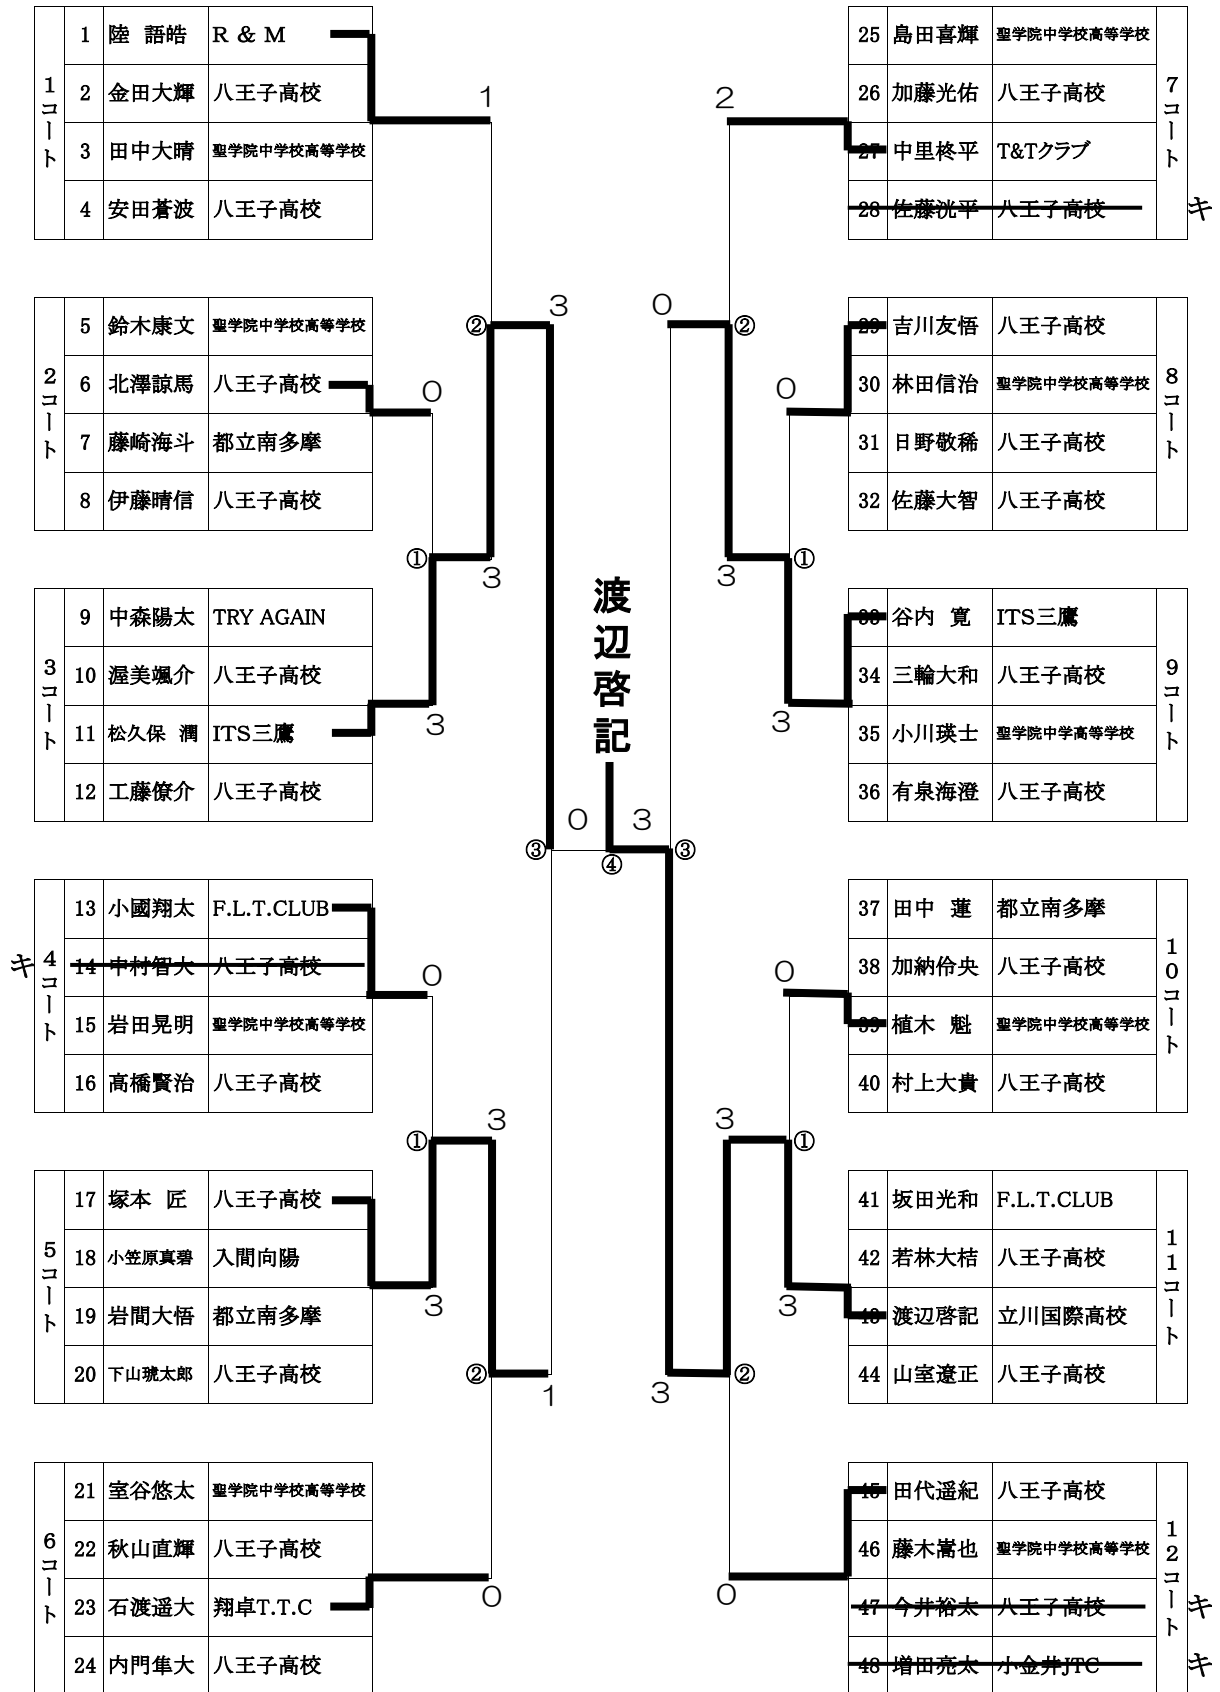 1コート
1 陸 語皓 R & M
2 金田大輝 八王子高校
3 田中大晴 聖学院中学校高等学校
4 安田蒼波 八王子高校
2コート
5 鈴木康文 聖学院中学校高等学校
6 北澤諒馬 八王子高校
7 藤崎海斗 都立南多摩
8 伊藤晴信 八王子高校
3コート
9 中森陽太 TRY AGAIN
10 渥美颯介 八王子高校
11 松久保 潤 ITS三鷹
12 工藤僚介 八王子高校
4コート
13 小國翔太 F.L.T.CLUB
キ 14 中村智大 八王子高校
15 岩田晃明 聖学院中学校高等学校
16 高橋賢治 八王子高校
5コート
17 塚本 匠 八王子高校
18 小笠原真碧 入間向陽
19 岩間大悟 都立南多摩
20 下山琥太郎 八王子高校
6コート
21 室谷悠太 聖学院中学校高等学校
22 秋山直輝 八王子高校
23 石渡遥大 翔卓T.T.C
24 内門隼大 八王子高校
1
② 3
0
① 3
3
0
① 3
3
② 1
0
渡辺啓記
0 3
③ ④ ③
2
0 ②
0
3 ①
3
0
3 ①
3
3 ②
0
7コート
25 島田喜輝 聖学院中学校高等学校
26 加藤光佑 八王子高校
27 中里柊平 T&Tクラブ
28 佐藤洸平 八王子高校 キ
8コート
29 吉川友悟 八王子高校
30 林田信治 聖学院中学校高等学校
31 日野敬稀 八王子高校
32 佐藤大智 八王子高校
9コート
33 谷内 寛 ITS三鷹
34 三輪大和 八王子高校
35 小川瑛士 聖学院中学高等学校
36 有泉海澄 八王子高校
10コート
37 田中 蓮 都立南多摩
38 加納伶央 八王子高校
39 植木 魁 聖学院中学校高等学校
40 村上大貴 八王子高校
11コート
41 坂田光和 F.L.T.CLUB
42 若林大桔 八王子高校
43 渡辺啓記 立川国際高校
44 山室遼正 八王子高校
12コート
45 田代遥紀 八王子高校
46 藤木嵩也 聖学院中学校高等学校
47 今井裕太 八王子高校 キ
48 増田亮太 小金井JTC キ